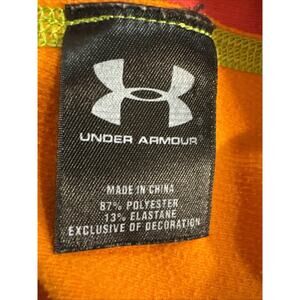 UNDER ARMOUR
MADE IN CHINA
87% POLYESTER
13% ELASTANE
EXCLUSIVE OF DECORATION